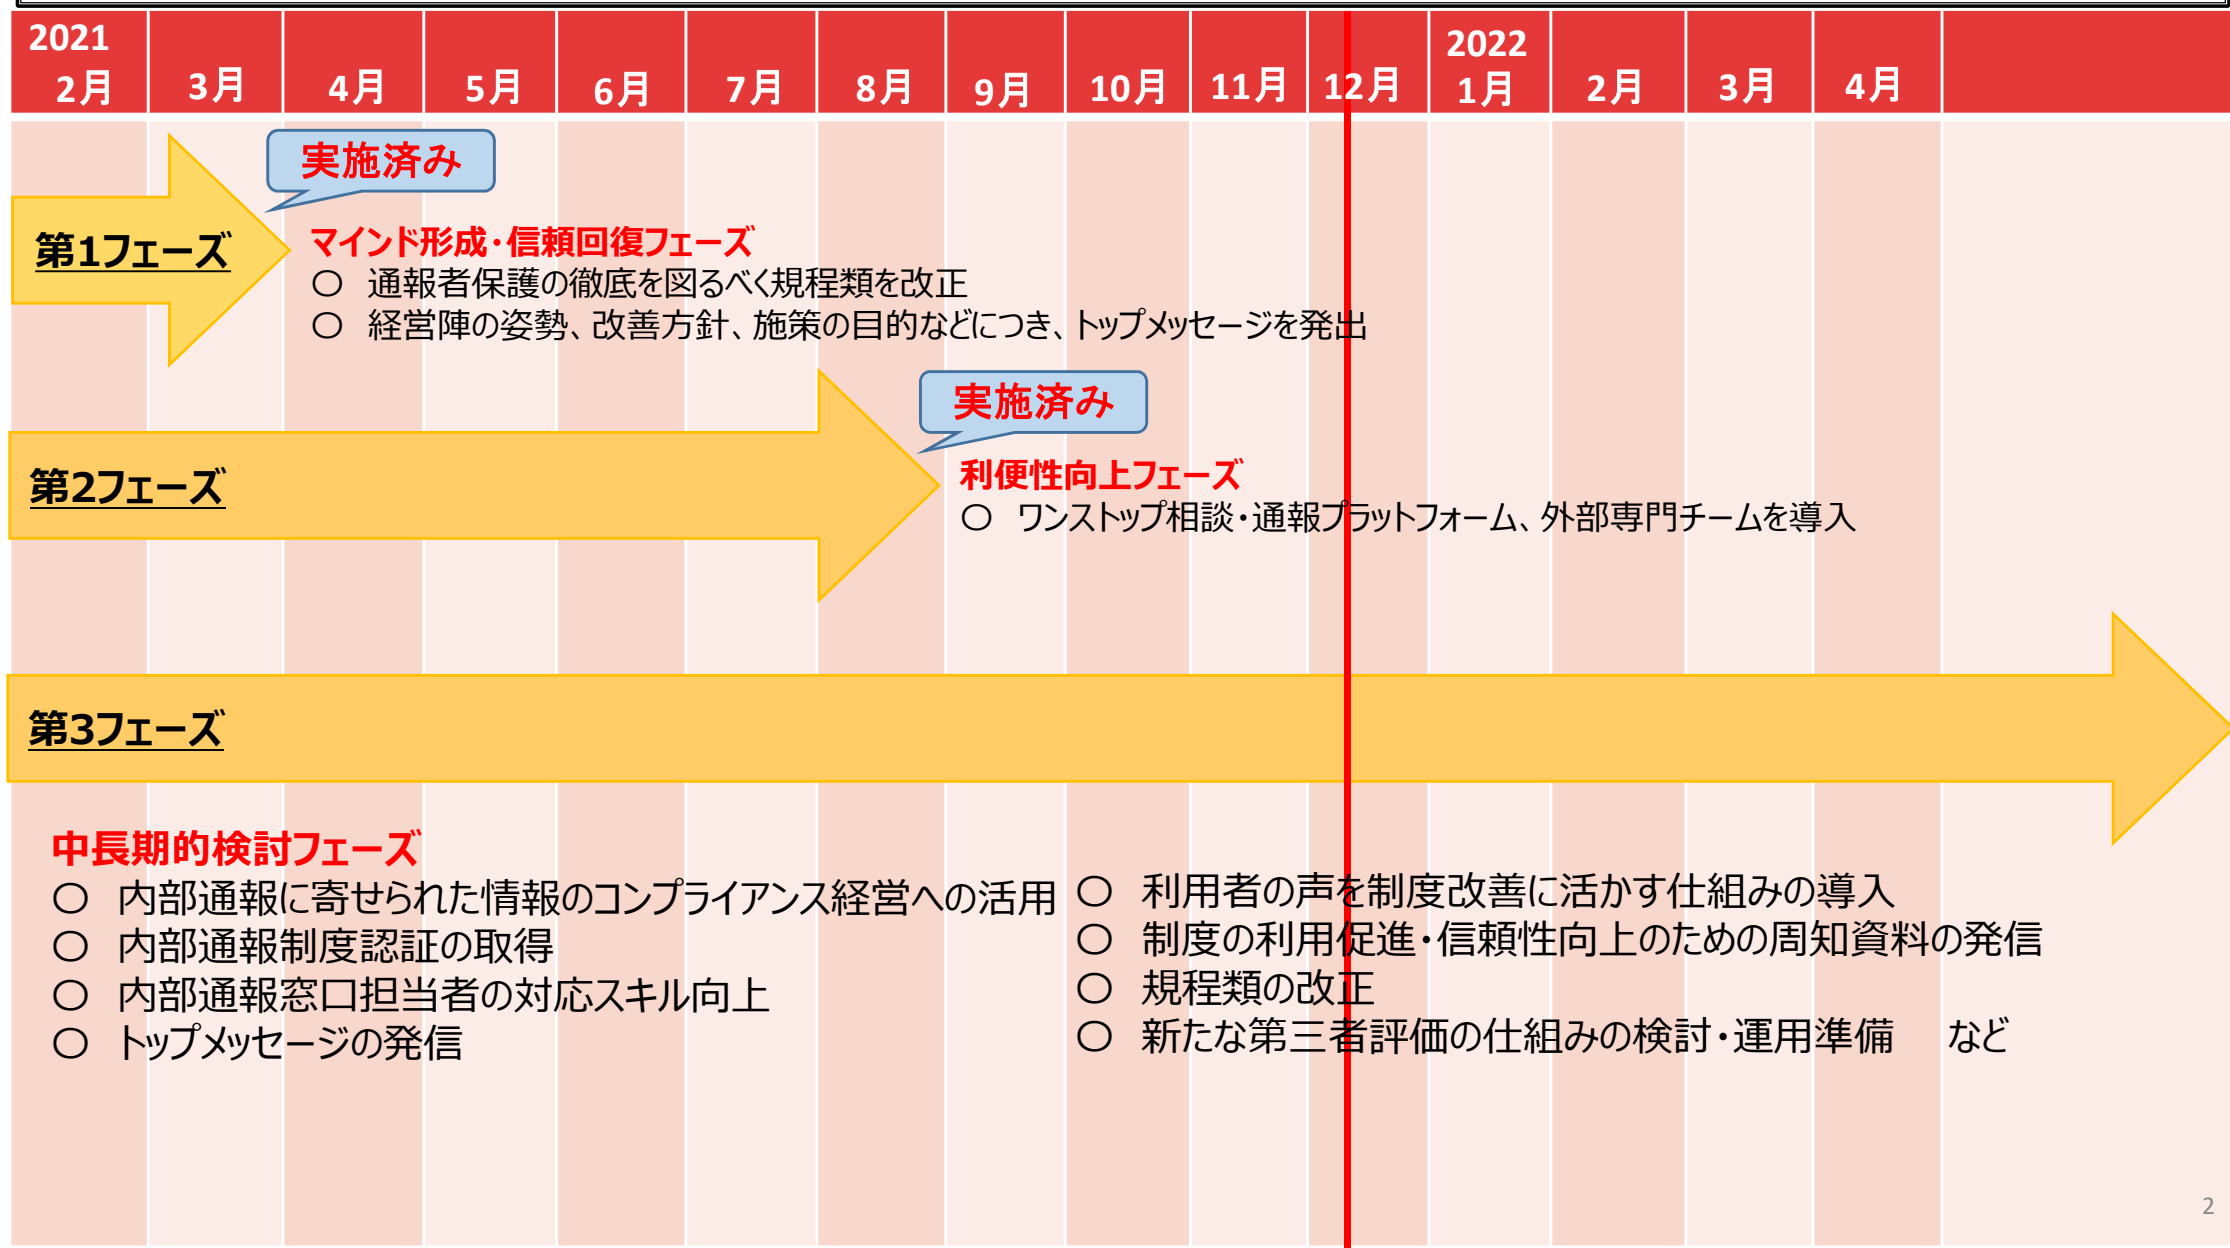 2021
2月 3月 4月 5月 6月 7月 8月 9月 10月 11月 12月 2022 1月 2月 3月 4月
実施済み
第1フェーズ
マインド形成・信頼回復フェーズ
〇 通報者保護の徹底を図るべく規程類を改正
〇 経営陣の姿勢、改善方針、施策の目的などにつき、トップメッセージを発出
実施済み
第2フェーズ
利便性向上フェーズ
〇 ワンストップ相談・通報プラットフォーム、外部専門チームを導入
第3フェーズ
中長期的検討フェーズ
〇 内部通報に寄せられた情報のコンプライアンス経営への活用
〇 内部通報制度認証の取得
〇 内部通報窓口担当者の対応スキル向上
〇 トップメッセージの発信
〇 利用者の声を制度改善に活かす仕組みの導入
〇 制度の利用促進・信頼性向上のための周知資料の発信
〇 規程類の改正
〇 新たな第三者評価の仕組みの検討・運用準備 など
2